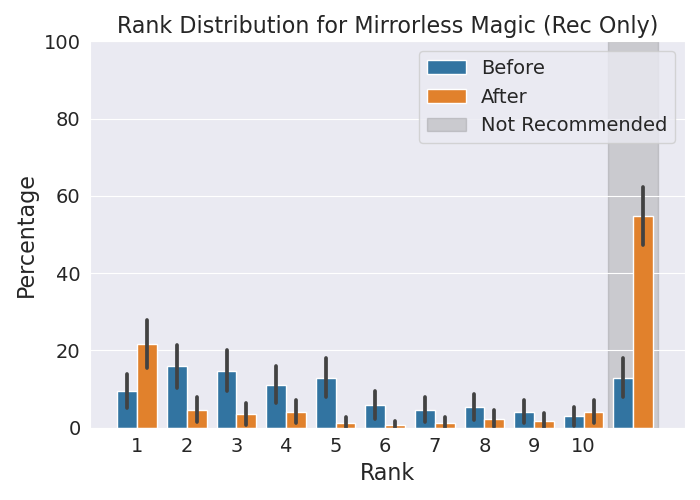 Rank Distribution for Mirrorless Magic (Rec Only)
100
80
60
40
20
0
Percentage
Before
After
Not Recommended
1 2 3 4 5 6 7 8 9 10
Rank